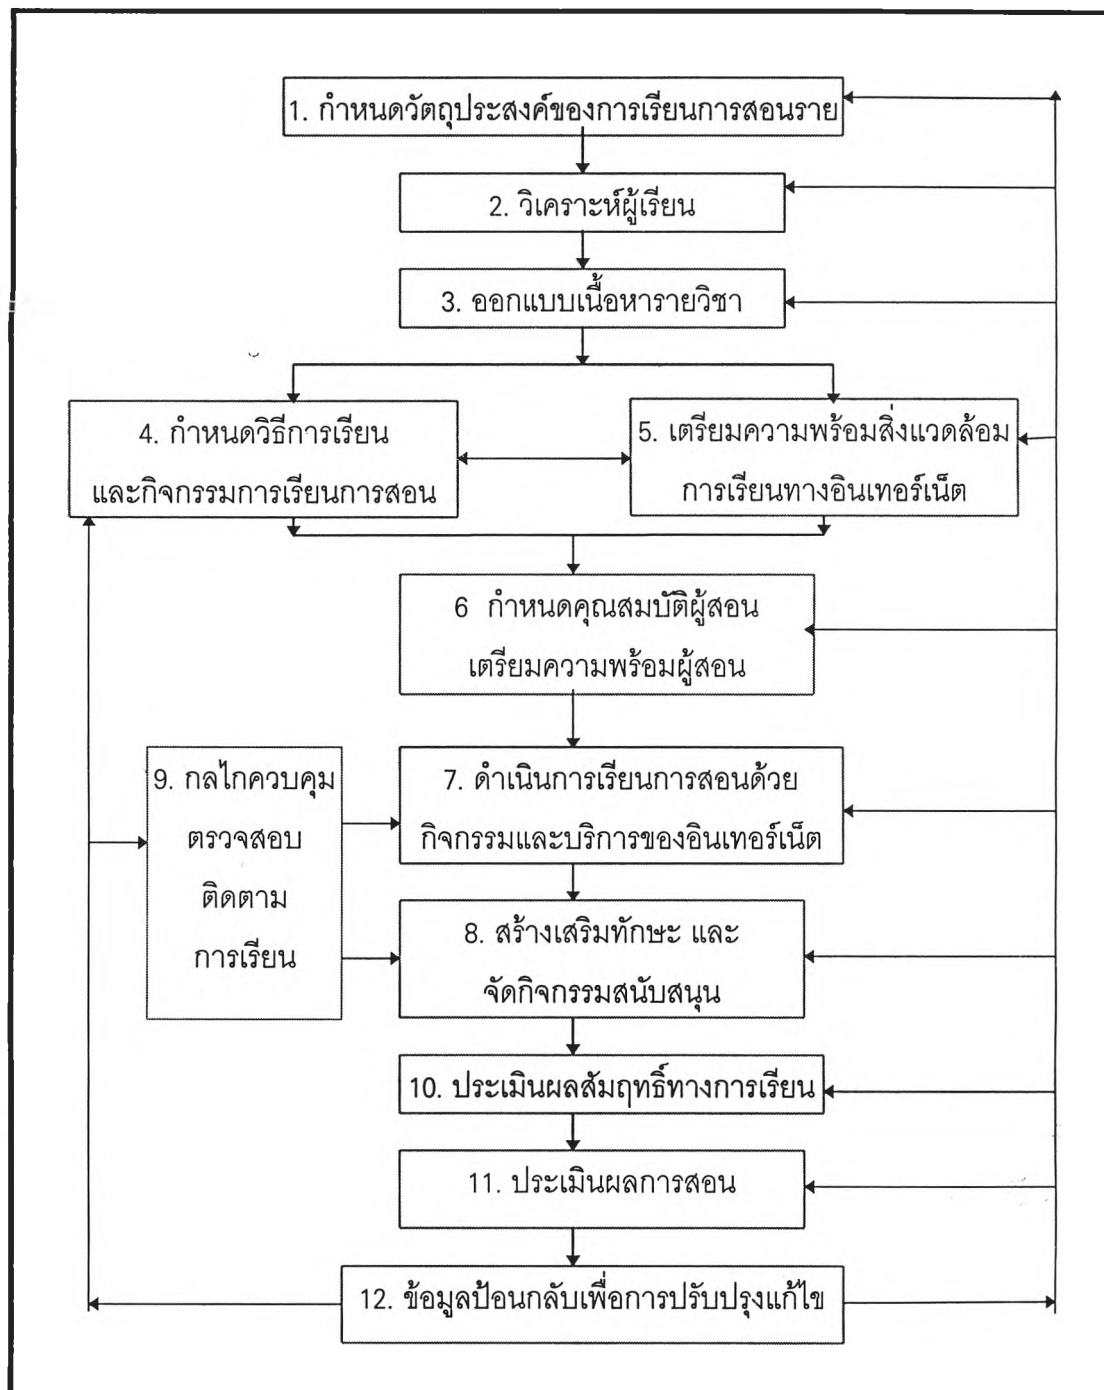 1. กำหนดวัตถุประสงค์ของการเรียนการสอนราย
2. วิเคราะห์ผู้เรียน
3. ออกแบบเนื้อหารายวิชา
4. กำหนดวิธีการเรียน
และกิจกรรมการเรียนการสอน
5. เตรียมความพร้อมสิ่งแวดล้อม
การเรียนทางอินเทอร์เน็ต
6 กำหนดคุณสมบัติผู้สอน
เตรียมความพร้อมผู้สอน
7. ดำเนินการเรียนการสอนด้วย
กิจกรรมและบริการของอินเทอร์เน็ต
8. สร้างเสริมทักษะ และ
จัดกิจกรรมสนับสนุน
9. กลไกควบคุม
ตรวจสอบ
ติดตาม
การเรียน
10. ประเมินผลสัมฤทธิ์ทางการเรียน
11. ประเมินผลการสอน
12. ข้อมูลป้อนกลับเพื่อการปรับปรุงแก้ไข